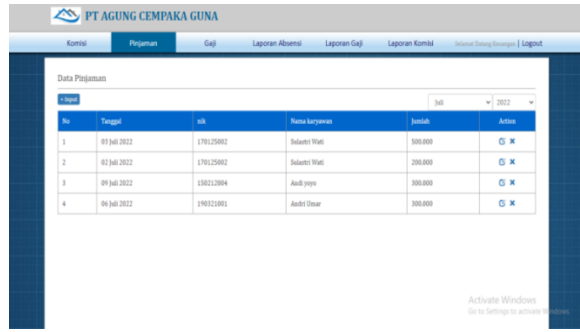 PT AGUNG CEMPAKA GUNA
Komisi Pinjaman Gaji Laporan Absensi Laporan Gaji Laporan Komisi Selamat Datang Keuangan | Logout
Data Pinjaman
+ Input Juli 2022
No Tanggal nik Nama karyawan Jumlah Action
1 03 Juli 2022 170125002 Sulastri Wati 500.000
2 02 Juli 2022 170125002 Sulastri Wati 200.000
3 09 Juli 2022 150212004 Andi yoyo 300.000
4 06 Juli 2022 190321001 Andri Umar 300.000
Activate Windows
Go to Settings to activate Windows.